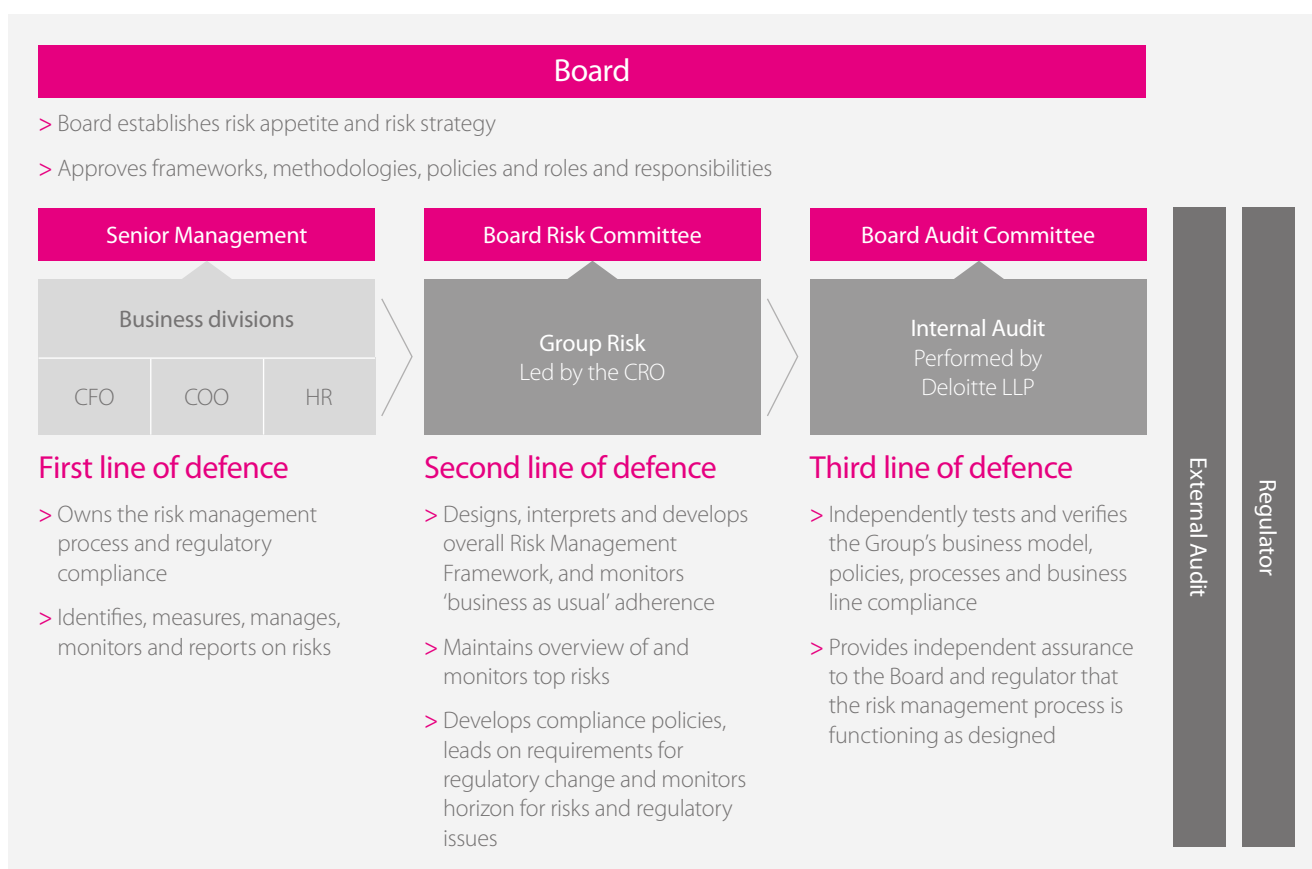 Board
> Board establishes risk appetite and risk strategy
> Approves frameworks, methodologies, policies and roles and responsibilities
Senior Management
Business divisions
CFO
COO
HR
First line of defence
> Owns the risk management
process and regulatory
compliance
> Identifies, measures, manages,
monitors and reports on risks
Board Risk Committee
Group Risk
Led by the CRO
Second line of defence
> Designs, interprets and develops
overall Risk Management
Framework, and monitors
‘business as usual’ adherence
> Maintains overview of and
monitors top risks
> Develops compliance policies,
leads on requirements for
regulatory change and monitors
horizon for risks and regulatory
issues
Board Audit Committee
Internal Audit
Performed by
Deloitte LLP
Third line of defence
> Independently tests and verifies
the Group’s business model,
policies, processes and business
line compliance
> Provides independent assurance
to the Board and regulator that
the risk management process is
functioning as designed
External Audit
Regulator